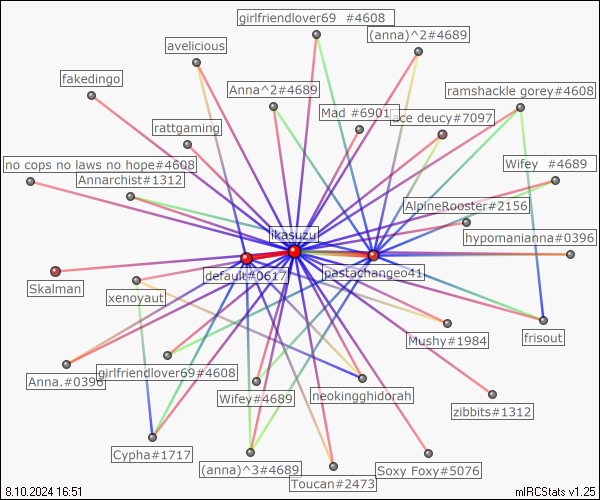 girlfriendlover69 #4608
(anna)^2#4689
avelicious
fakedingo
Anna^2#4689
ramshackle gorey#4608
Mad #6901
ace deucy#7097
rattgaming
no cops no laws no hope#4608
Wifey #4689
Annarchist#1312
AlpineRooster#2156
ikasuzu
hypomanianna#0396
default#0617
pastachangeo41
Skalman
xenoyaut
Mushy#1984
frisout
girlfriendlover69#4608
Anna.#0396
Wifey#4689
neokingghidorah
zibbits#1312
Cypha#1717
(anna)^3#4689
Soxy Foxy#5076
Toucan#2473
8.10.2024 16:51
mIRCStats v1.25